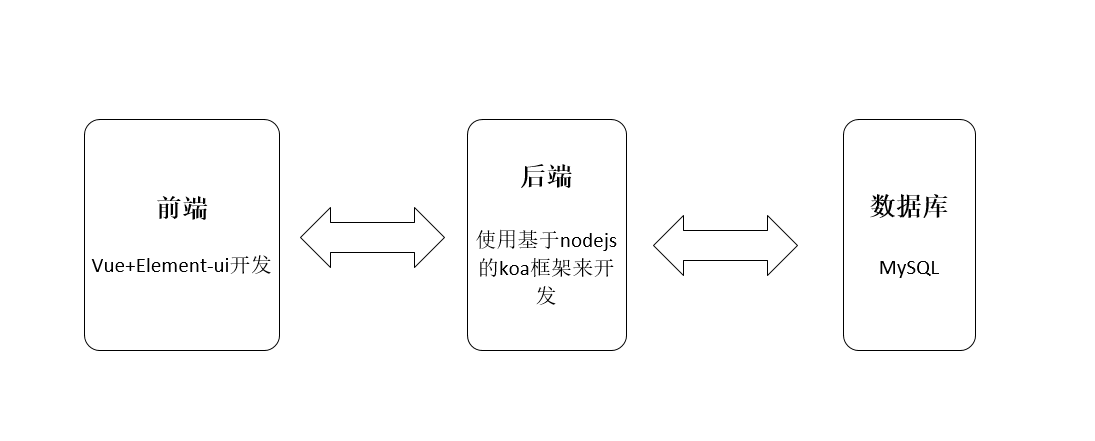 前端
Vue+Element-ui开发
后端
使用基于nodejs
的koa框架来开
发
数据库
MySQL